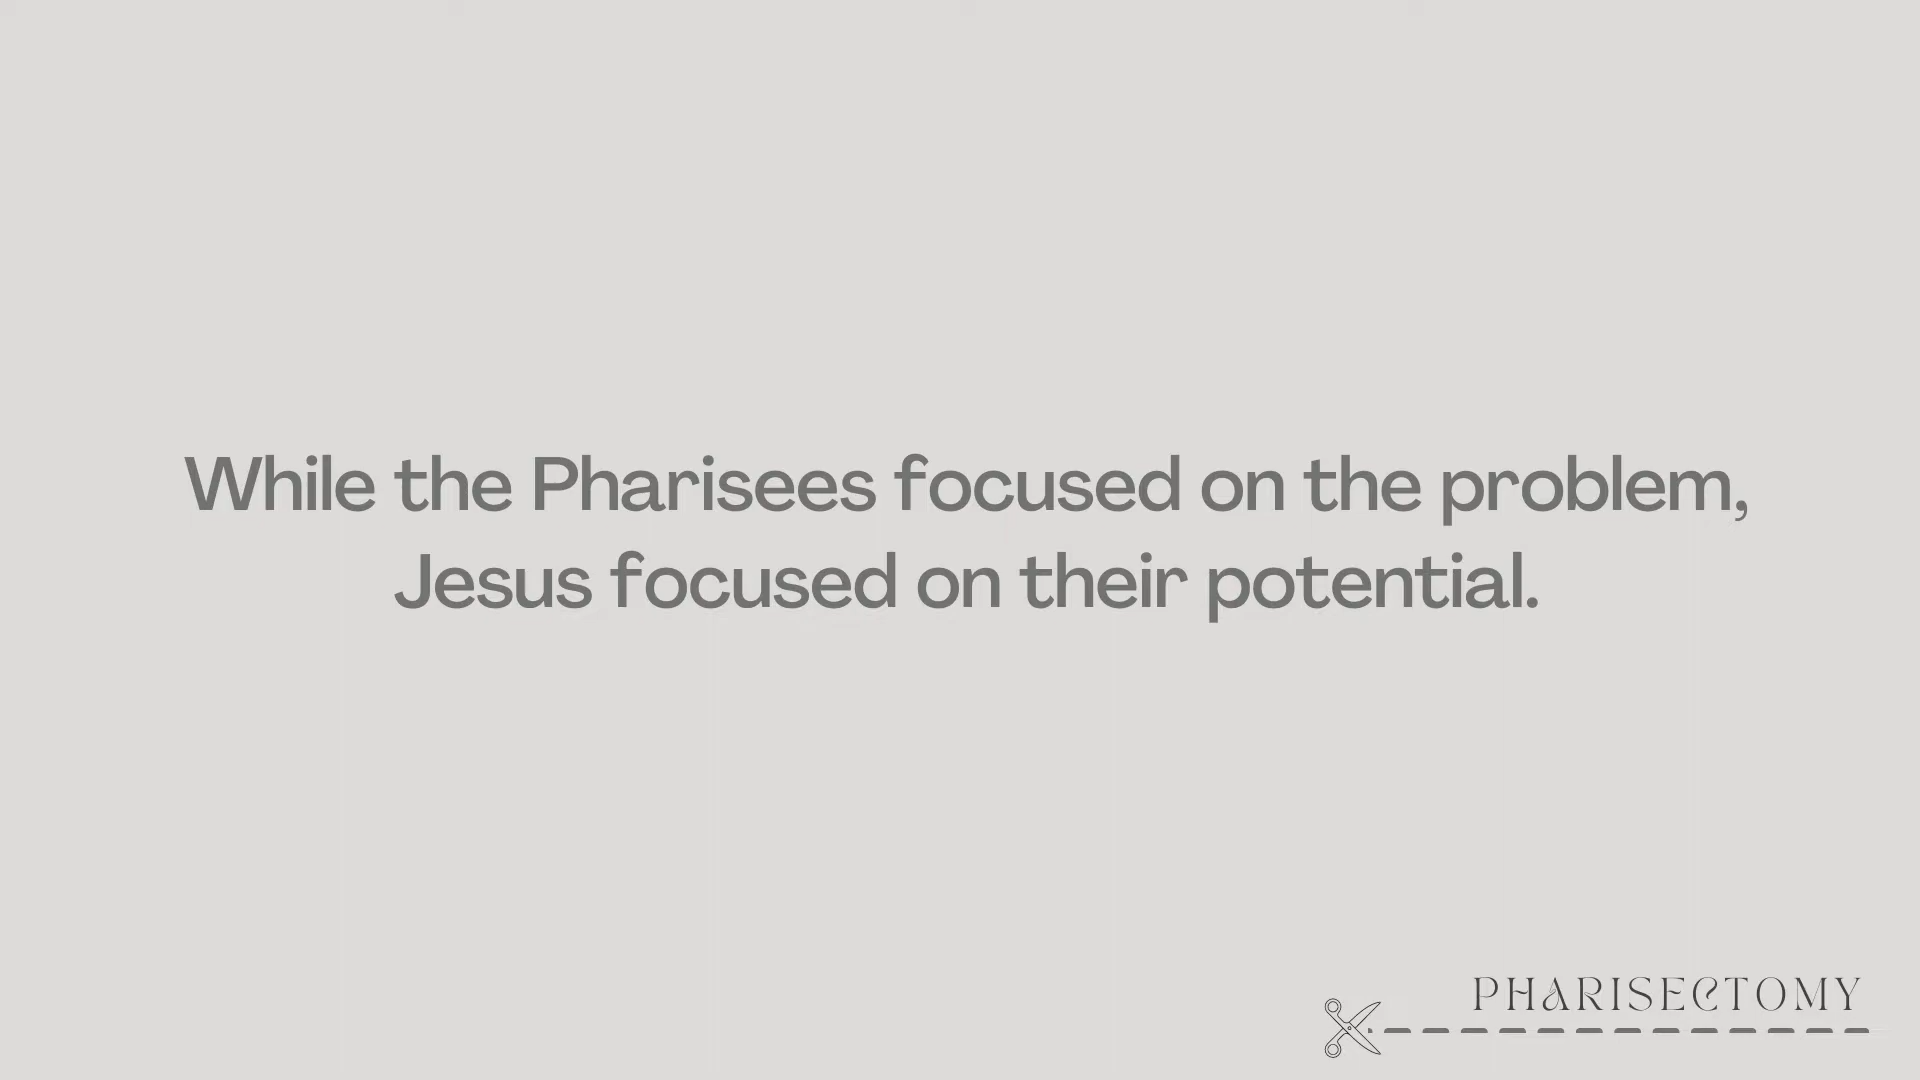 While the Pharisees focused on the problem,
Jesus focused on their potential.
PHARISECTOMY